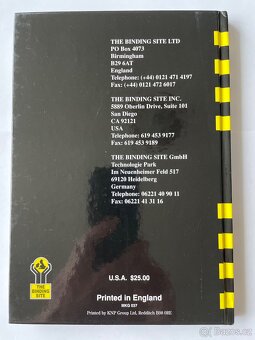 THE BINDING SITE LTD
PO Box 4073
Birmingham
B29 6AT
England
Telephone: (+44) 0121 471 4197
Fax: (+44) 0121 472 6017
THE BINDING SITE INC.
5889 Oberlin Drive, Suite 101
San Diego
CA 92121
USA
Telephone: 619 453 9177
Fax: 619 453 9189
THE BINDING SITE GmbH
Technologie Park
Im Neuenheimer Feld 517
69120 Heidelberg
Germany
Telephone: 06221 40 90 11
Fax: 06221 41 31 16
U.S.A. $25.00
THE
BINDING
SITE
Printed in England
MKG 037
Printed by KNP Group Ltd, Redditch B98 0RE